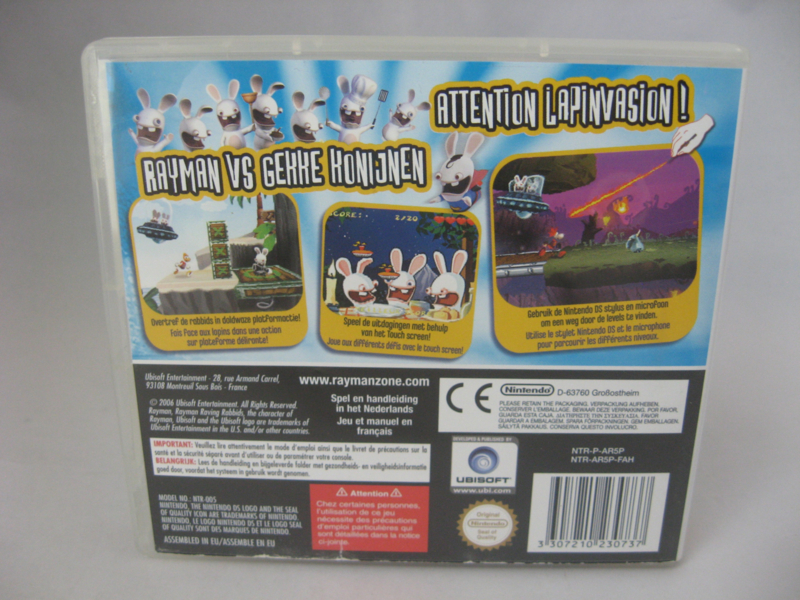 ATTENTION LAPINVASION !
RAYMAN VS GEKKE KONIJNEN
SCORE: 2/20
Overtref de rabbids in doldwaze platformactie!
Fais Face aux lapins dans une action
sur plateforme délirante!
Speel de uitdagingen met behulp
van het Touch screen!
Joue aux différents défis avec le touch screen!
Gebruik de Nintendo DS stylus en microfoon
om een weg door de levels te vinden.
Utilise le stylet Nintendo DS et le microphone
pour parcourir les différents niveaux.
Ubisoft Entertainment - 28, rue Armand Carrel,
93108 Montreuil Sous Bois - France
© 2006 Ubisoft Entertainment. All Rights Reserved.
Rayman, Rayman Raving Rabbids, the character of
Rayman, Ubisoft and the Ubisoft logo are trademarks of
Ubisoft Entertainment in the U.S. and/or other countries.
www.raymanzone.com
Spel en handleiding
in het Nederlands
Jeu et manuel en
français
CE
Nintendo D-63760 Großostheim
PLEASE RETAIN THE PACKAGING. VERPACKUNG AUFHEBEN.
CONSERVER L'EMBALLAGE. BEWAAR DEZE VERPAKKING. POR FAVOR,
GUARDA ESTA CAJA. ΔΙΑΤΗΡΕΙΣΤΕ ΤΗ ΣΥΣΚΕΥΑΣΙΑ. POR FAVOR,
CONSERVAR A EMBALAGEM. SPARA FÖRPACKNINGEN. GEM EMBALLAGEN.
SÄILYTÄ PAKKAUS. CONSERVA QUESTO INVOLUCRO.
IMPORTANT: Veuillez lire attentivement le mode d'emploi ainsi que le livret de précautions sur la
santé et la sécurité séparé avant d'utiliser ou de paramétrer votre console.
BELANGRIJK: Lees de handleiding en bijgeleverde folder met gezondheids- en veiligheidsinformatie
goed door, voordat het systeem in gebruik wordt genomen.
MODEL NO.: NTR-005
NINTENDO, THE NINTENDO DS LOGO AND THE SEAL
OF QUALITY ICON ARE TRADEMARKS OF NINTENDO.
NINTENDO, LE LOGO NINTENDO DS ET LE LOGO SEAL
OF QUALITY SONT DES MARQUES DE NINTENDO.
ASSEMBLED IN EU/ASSEMBLE EN EU
Attention
Chez certaines personnes,
l'utilisation de ce jeu
nécessite des précautions
d'emploi particulières qui
sont détaillées dans la notice
ci-jointe.
DEVELOPED & PUBLISHED BY
UBISOFT
www.ubi.com
Original
Nintendo
Seal of
Quality
NTR-P-ARSP
NTR-ARSP-FAH
3 307210 230737